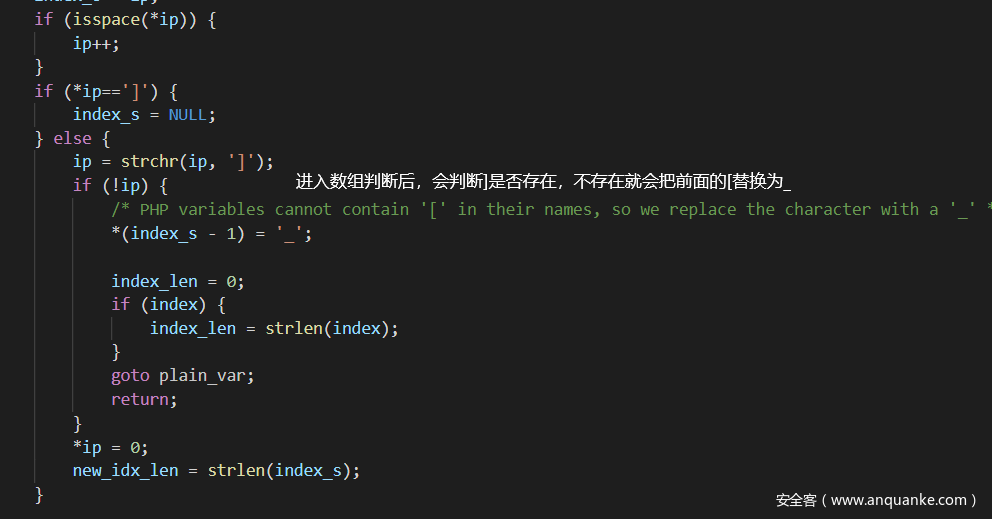 if (isspace(*ip)) {
ip++;
}
if (*ip==']') {
index_s = NULL;
} else {
ip = strchr(ip, ']');
if (!ip) { 进入数组判断后，会判断]是否存在，不存在就会把前面的[替换为_
/* PHP variables cannot contain '[' in their names, so we replace the character with a '_' *
*(index_s - 1) = '_';
index_len = 0;
if (index) {
index_len = strlen(index);
}
goto plain_var;
return;
}
*ip = 0;
new_idx_len = strlen(index_s);
}
安全客（www.anquanke.com）